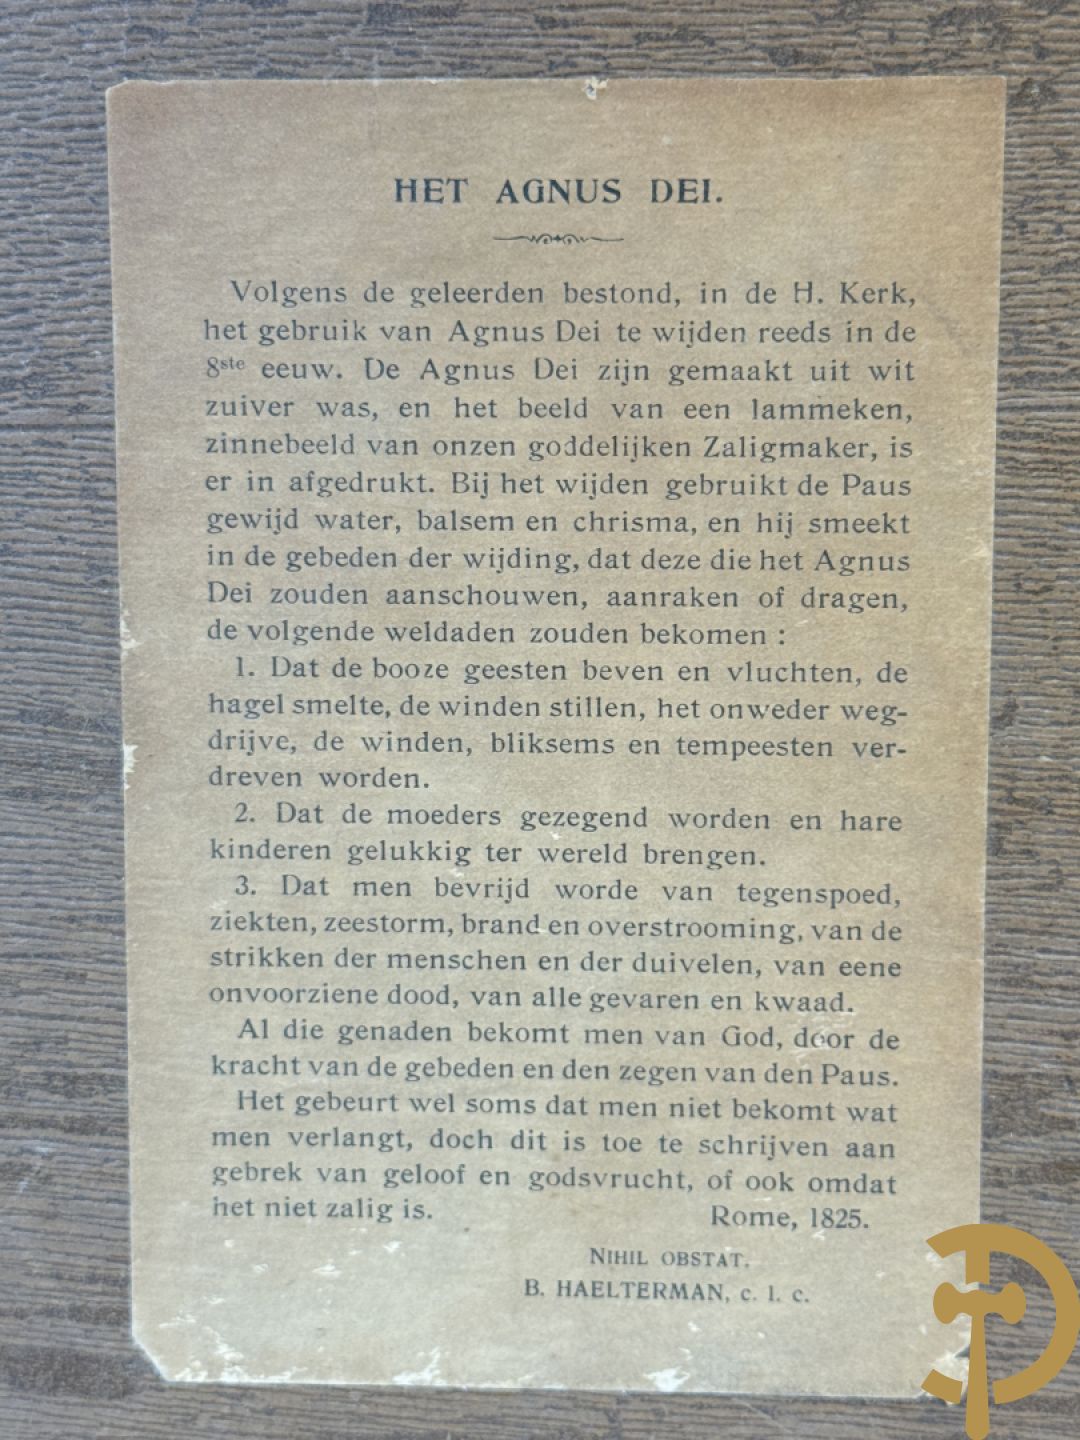 HET AGNUS DEI.
Volgens de geleerden bestond, in de H. Kerk,
het gebruik van Agnus Dei te wijden reeds in de
8ste eeuw. De Agnus Dei zijn gemaakt uit wit
zuiver was, en het beeld van een lammeken,
zinnebeeld van onzen goddelijken Zaligmaker, is
er in afgedrukt. Bij het wijden gebruikt de Paus
gewijd water, balsem en chrisma, en hij smeekt
in de gebeden der wijding, dat deze die het Agnus
Dei zouden aanschouwen, aanraken of dragen,
de volgende weldaden zouden bekomen :
1. Dat de booze geesten beven en vluchten, de
hagel smelte, de winden stillen, het onweder weg-
drijve, de winden, bliksems en tempeesten ver-
dreven worden.
2. Dat de moeders gezegend worden en hare
kinderen gelukkig ter wereld brengen.
3. Dat men bevrijd worde van tegenspoed,
ziekten, zeestorm, brand en overstrooming, van de
strikken der menschen en der duivelen, van eene
onvoorziene dood, van alle gevaren en kwaad.
Al die genaden bekomt men van God, door de
kracht van de gebeden en den zegen van den Paus.
Het gebeurt wel soms dat men niet bekomt wat
men verlangt, doch dit is toe te schrijven aan
gebrek van geloof en godsvrucht, of ook omdat
het niet zalig is. Rome, 1825.
NIHIL OBSTAT.
B. HAELTERMAN, c. l. c.